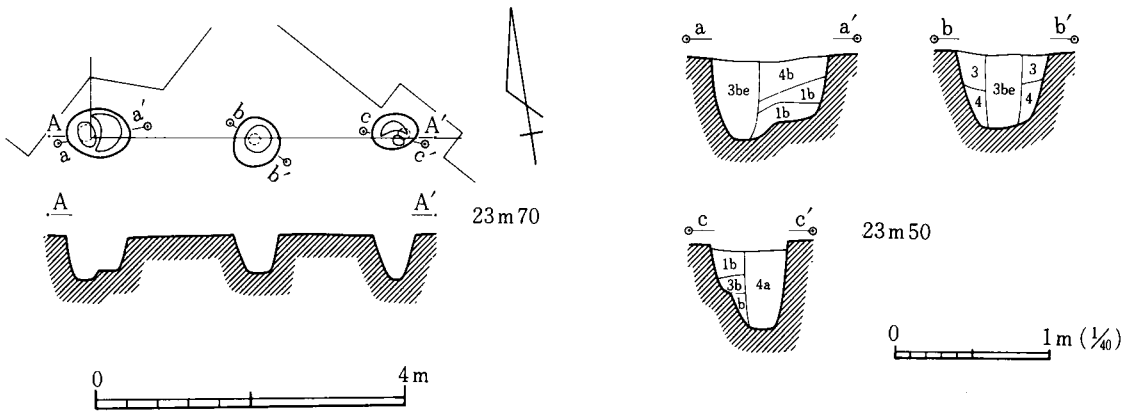 A a a′ b b′ c c′ A′
A A′ 23m70
0 4m
a a′ b b′
3be 4b 1b 1b 3 4 3be 3 4
c c′ 23m50
1b 3b b 4a
0 1m (1/40)